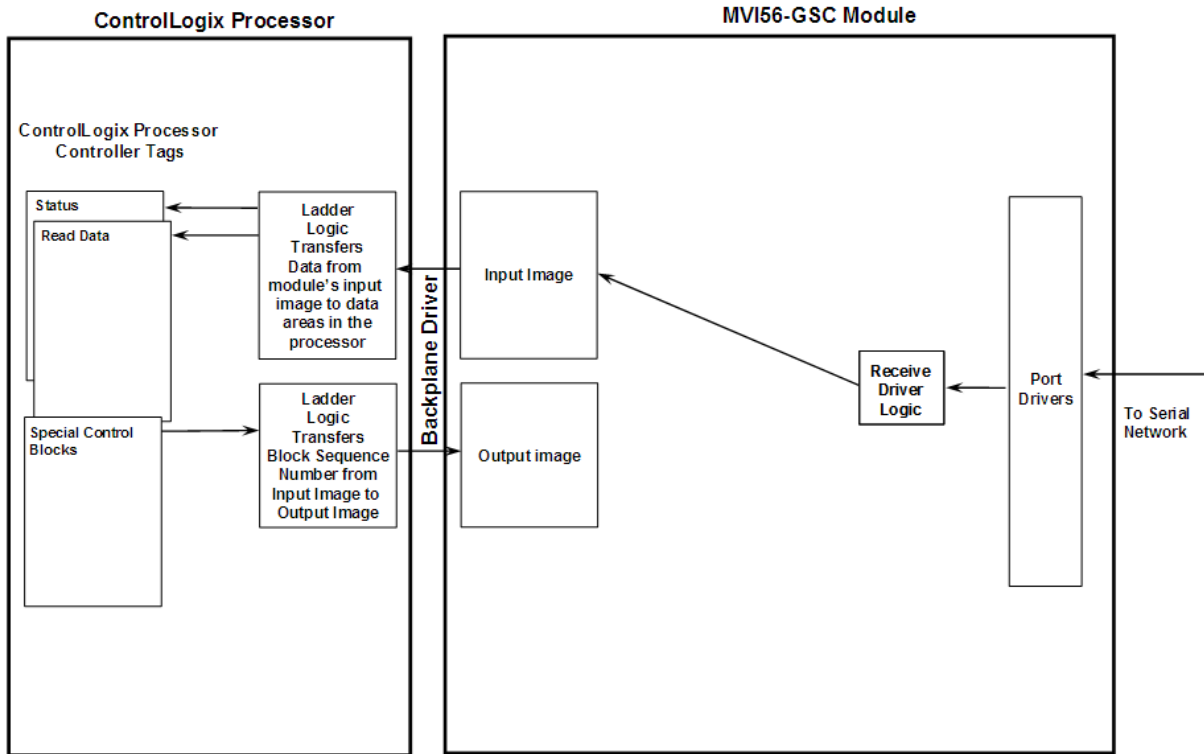 ControlLogix Processor
MVI56-GSC Module
ControlLogix Processor
Controller Tags
Status
Read Data
Special Control
Blocks
Ladder
Logic
Transfers
Data from
module's input
image to data
areas in the
processor
Ladder
Logic
Transfers
Block Sequence
Number from
Input Image to
Output Image
Backplane Driver
Input Image
Output image
Receive
Driver
Logic
Port
Drivers
To Serial
Network